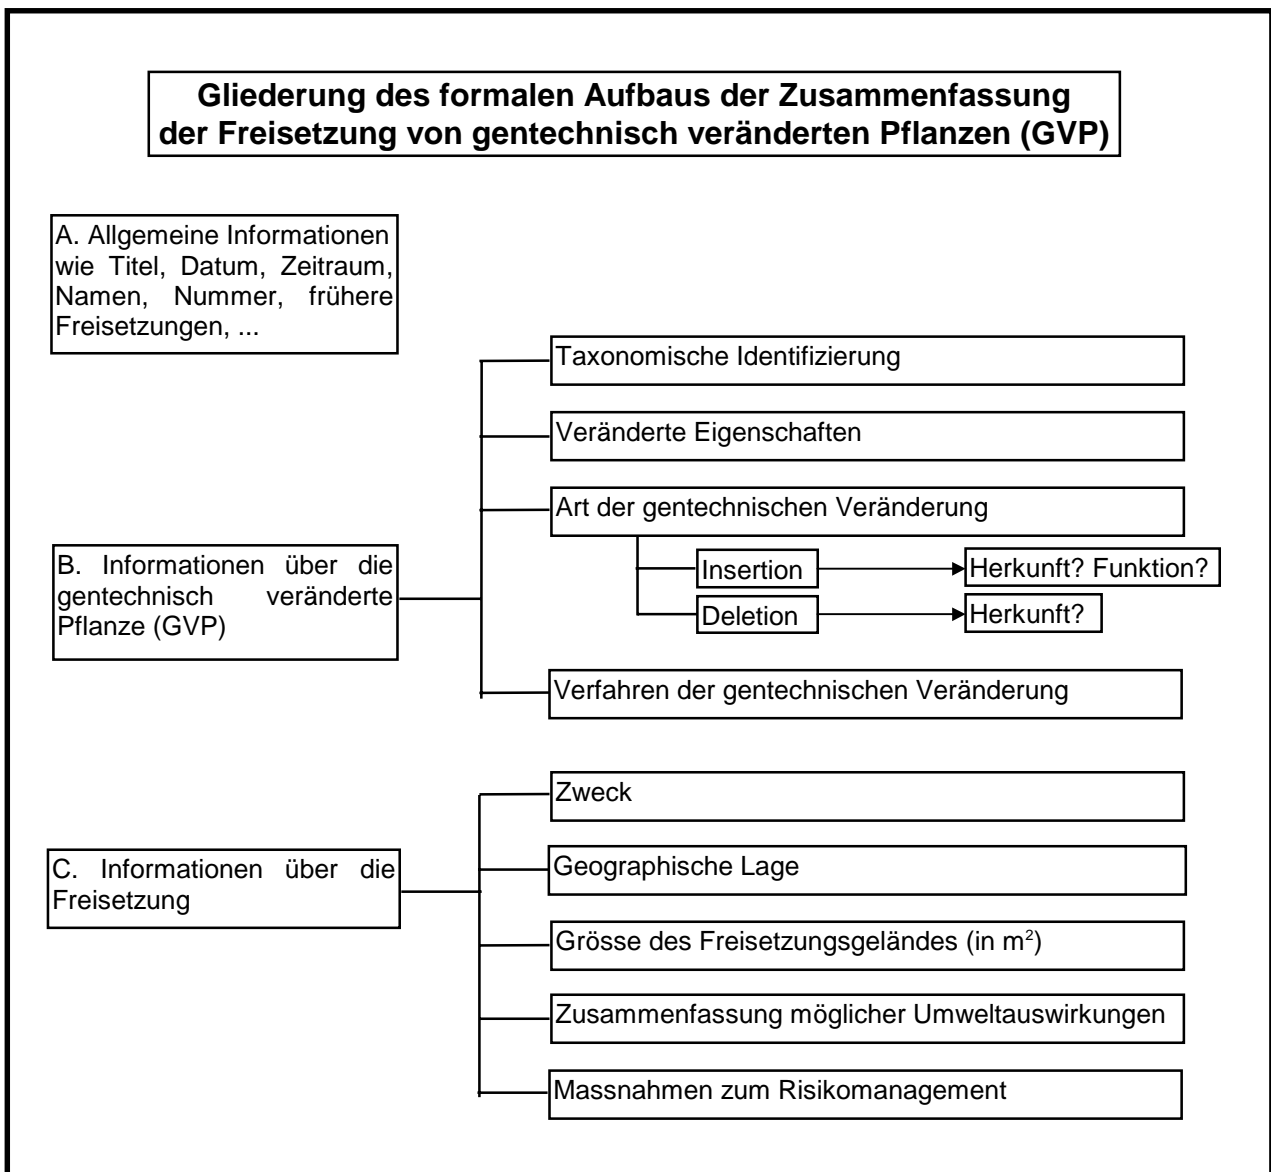 Gliederung des formalen Aufbaus der Zusammenfassung
der Freisetzung von gentechnisch veränderten Pflanzen (GVP)
A. Allgemeine Informationen
wie Titel, Datum, Zeitraum,
Namen, Nummer, frühere
Freisetzungen, ...
Taxonomische Identifizierung
Veränderte Eigenschaften
Art der gentechnischen Veränderung
B. Informationen über die
gentechnisch veränderte
Pflanze (GVP)
Insertion
Herkunft? Funktion?
Deletion
Herkunft?
Verfahren der gentechnischen Veränderung
Zweck
C. Informationen über die
Freisetzung
Geographische Lage
Grösse des Freisetzungsgeländes (in m²)
Zusammenfassung möglicher Umweltauswirkungen
Massnahmen zum Risikomanagement